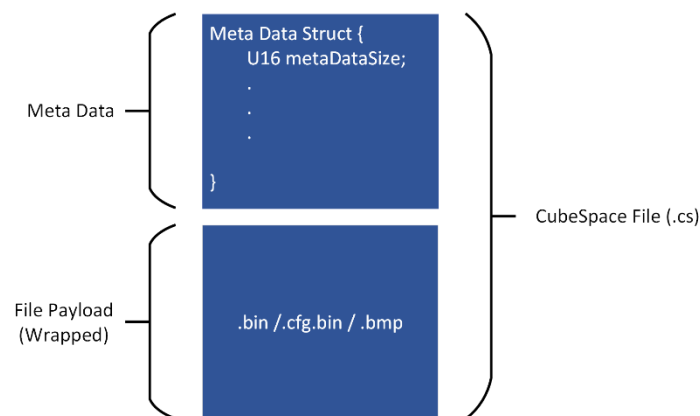 Meta Data Struct {
U16 metaDataSize;
.
.
.
}
Meta Data
CubeSpace File (.cs)
File Payload
(Wrapped)
.bin /.cfg.bin / .bmp